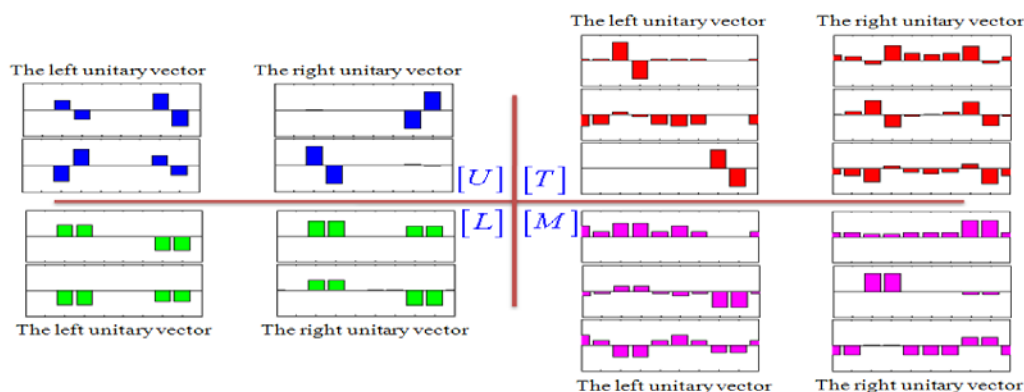 The left unitary vector
The right unitary vector
The left unitary vector
The right unitary vector
[U]
[T]
[L]
[M]
The left unitary vector
The right unitary vector
The left unitary vector
The right unitary vector